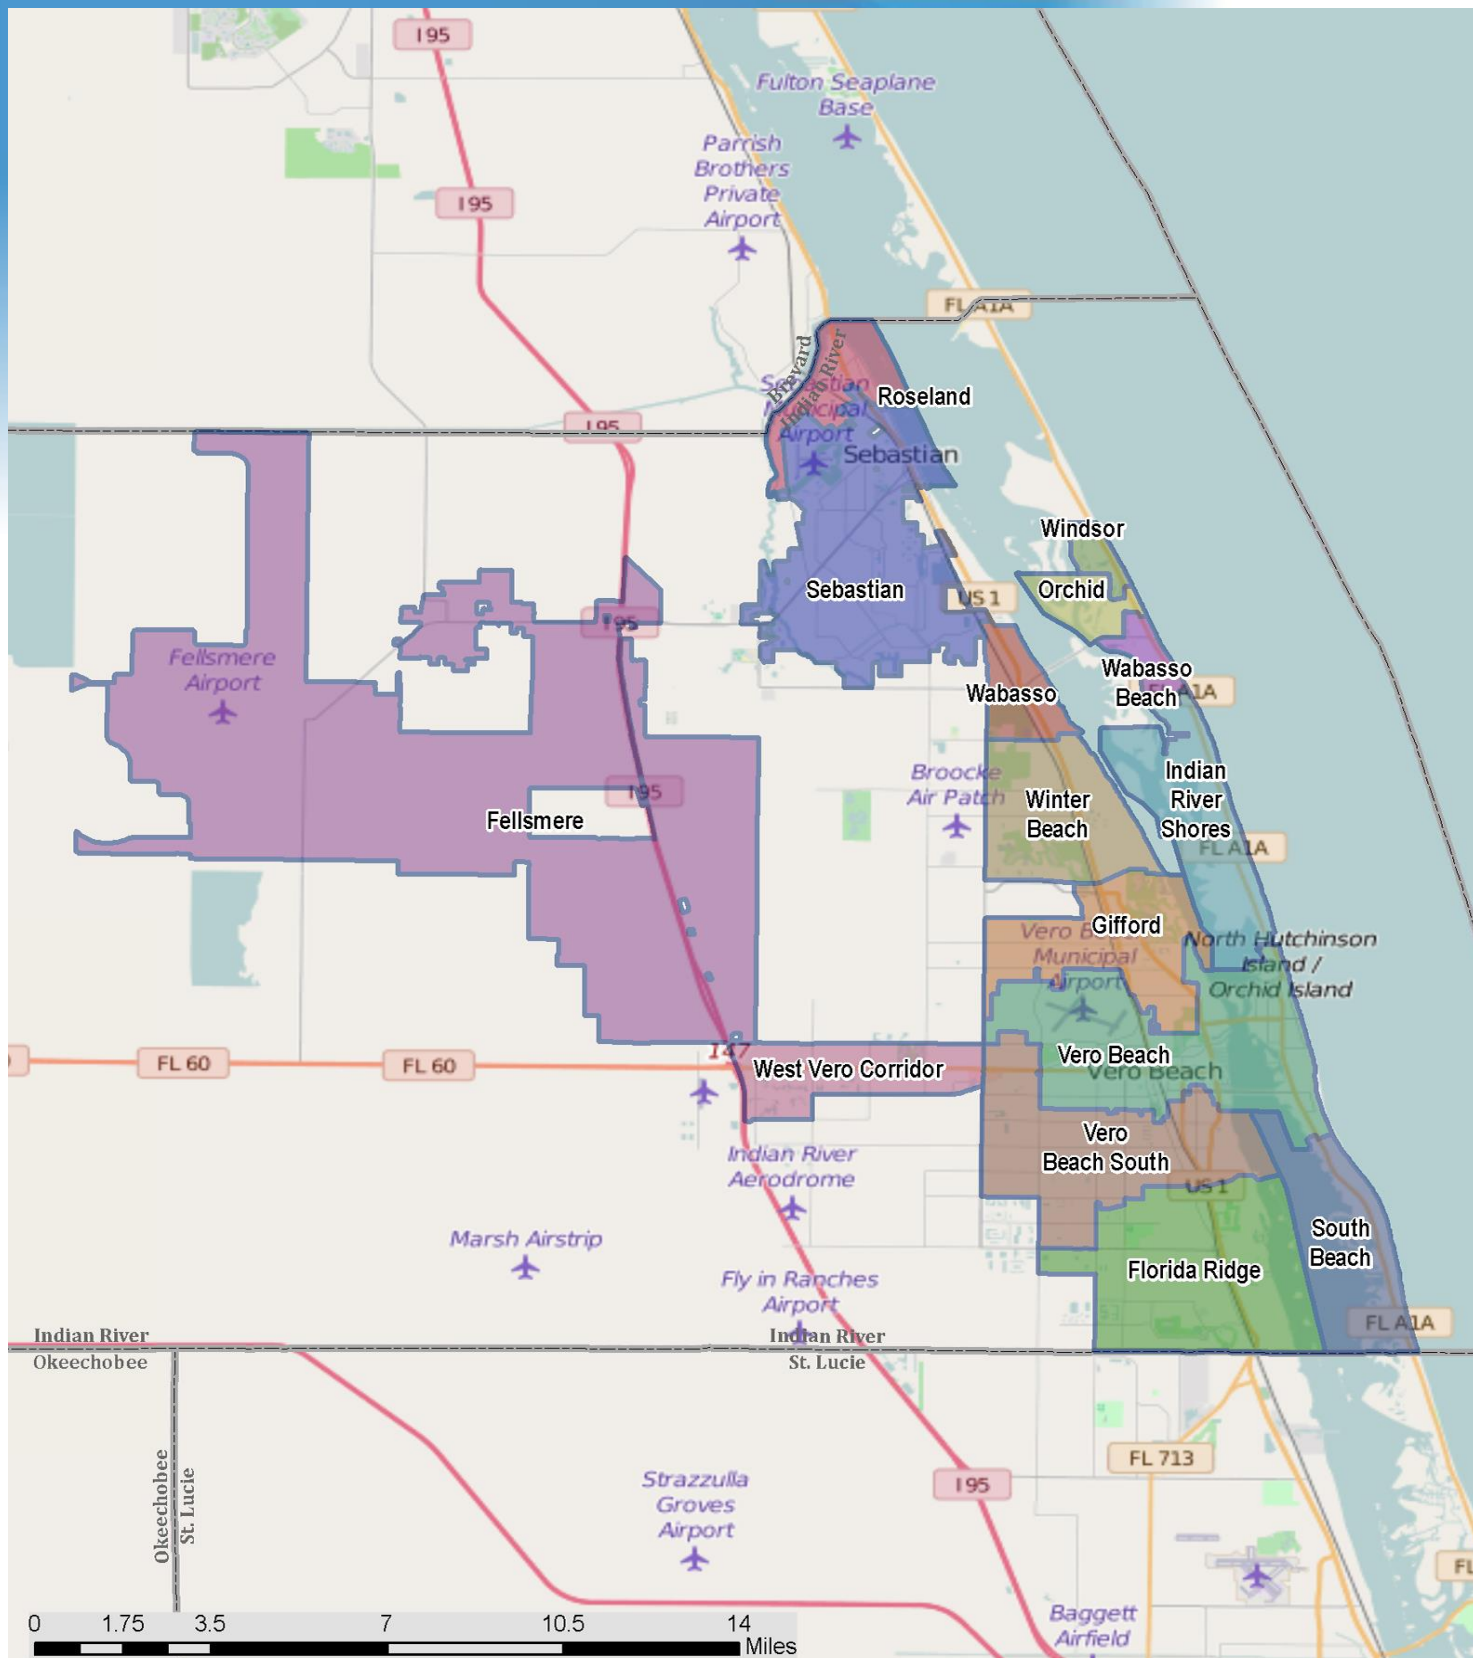 I 95
Fulton Seaplane
Base
Parrish
Brothers
Private
Airport
I 95
FL A1A
Brevard
Indian River
Sebastian
Municipal
Airport
Roseland
I 95
Sebastian
Windsor
Orchid
Sebastian
US 1
I 95
Fellsmere
Airport
Wabasso
Beach
FL A1A
Wabasso
Broocke
Air Patch
Indian
River
Shores
I 95
Winter
Beach
Fellsmere
FL A1A
Gifford
Vero Beach
Municipal
Airport
North Hutchinson
Island /
Orchid Island
147
FL 60
FL 60
West Vero Corridor
Vero Beach
Vero Beach
Vero
Beach South
Indian River
Aerodrome
US 1
Marsh Airstrip
South
Beach
Florida Ridge
Fly in Ranches
Airport
FL A1A
Indian River
Okeechobee
Indian River
St. Lucie
FL 713
Okeechobee
St. Lucie
Strazzulla
Groves
Airport
I 95
FL
Baggett
Airfield
0 1.75 3.5 7 10.5 14
Miles